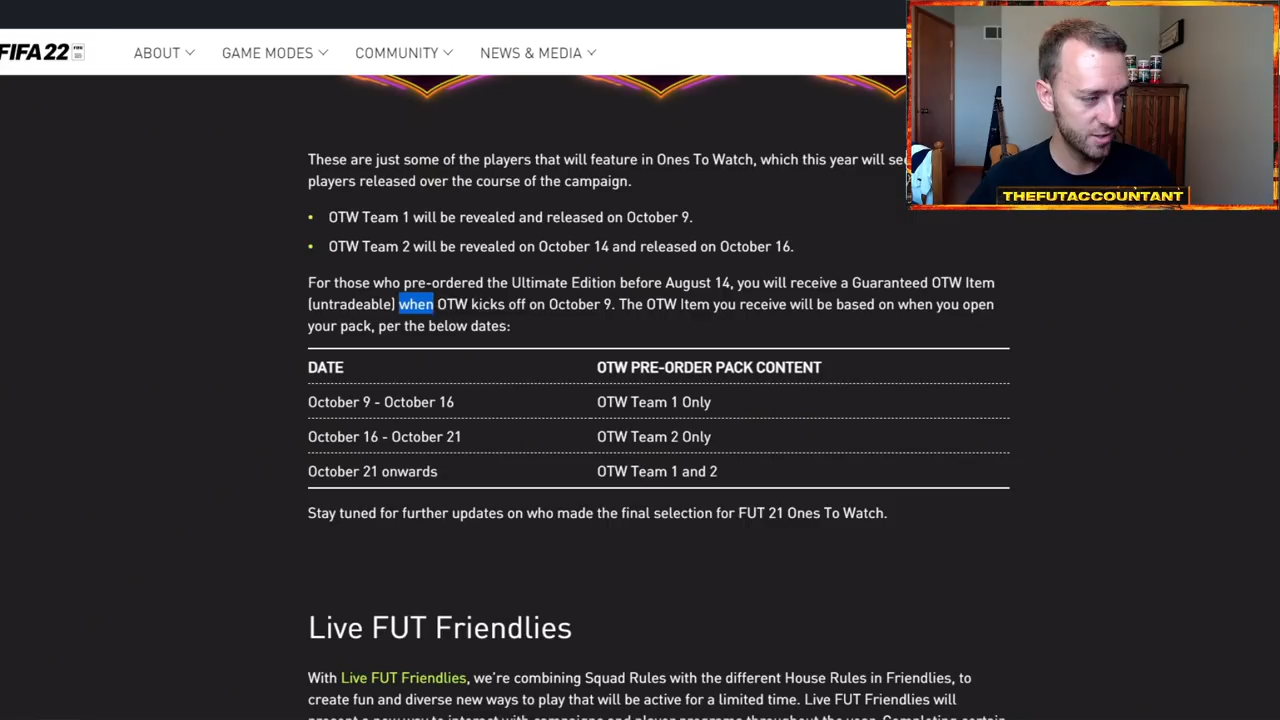 FIFA 22
ABOUT
GAME MODES
COMMUNITY
NEWS & MEDIA
THEFUTACCOUNTANT
These are just some of the players that will feature in Ones To Watch, which this year will
players released over the course of the campaign.
• OTW Team 1 will be revealed and released on October 9.
• OTW Team 2 will be revealed on October 14 and released on October 16.
For those who pre-ordered the Ultimate Edition before August 14, you will receive a Guaranteed OTW Item
(untradeable) when OTW kicks off on October 9. The OTW Item you receive will be based on when you open
your pack, per the below dates:
DATE OTW PRE-ORDER PACK CONTENT
October 9 - October 16 OTW Team 1 Only
October 16 - October 21 OTW Team 2 Only
October 21 onwards OTW Team 1 and 2
Stay tuned for further updates on who made the final selection for FUT 21 Ones To Watch.
Live FUT Friendlies
With Live FUT Friendlies, we're combining Squad Rules with the different House Rules in Friendlies, to
create fun and diverse new ways to play that will be active for a limited time. Live FUT Friendlies will